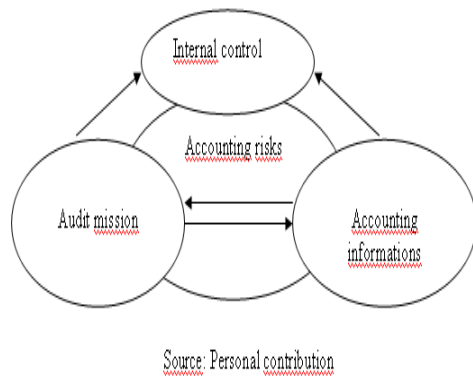 Internal control
Accounting risks
Audit mission
Accounting
informations
Source: Personal contribution